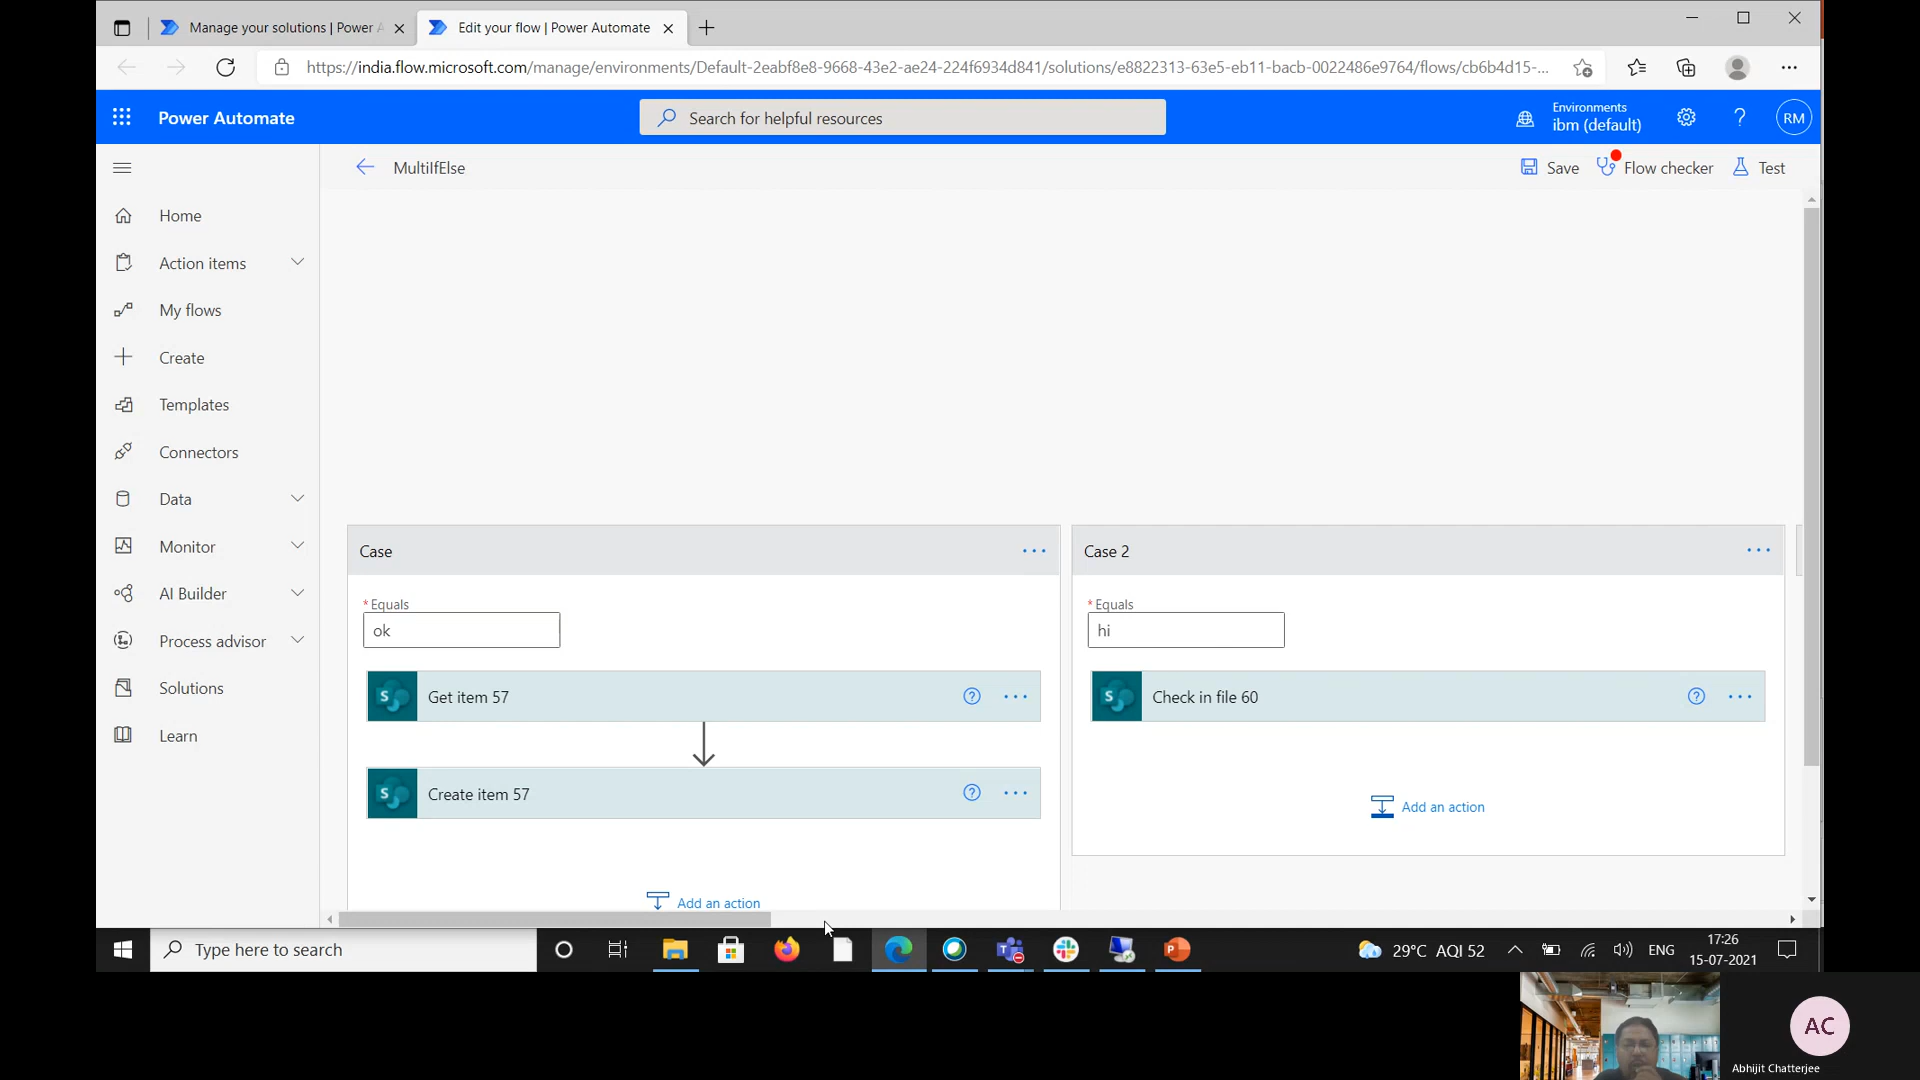 Manage your solutions | Power A
Edit your flow | Power Automate
https://india.flow.microsoft.com/manage/environments/Default-2eabf8e8-9668-43e2-ae24-224f6934d841/solutions/e8822313-63e5-eb11-bacb-0022486e9764/flows/cb6b4d15-...
Power Automate
Search for helpful resources
Environments
ibm (default)
?
RM
MultiIfElse
Save
Flow checker
Test
Home
Action items
My flows
Create
Templates
Connectors
Data
Monitor
AI Builder
Process advisor
Solutions
Learn
Case
...
* Equals
ok
Get item 57
Create item 57
Add an action
Case 2
...
* Equals
hi
Check in file 60
Add an action
Type here to search
29°C AQI 52
ENG
17:26
15-07-2021
AC
Abhijit Chatterjee